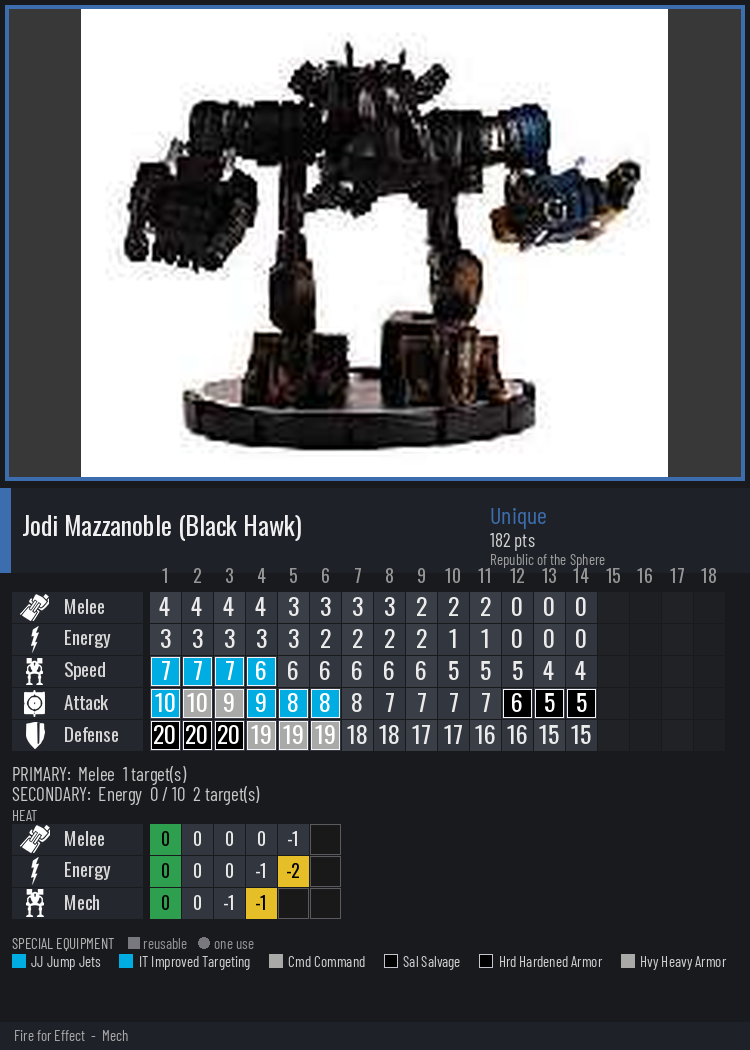 Jodi Mazzanoble (Black Hawk)
Unique
182 pts
Republic of the Sphere
1 2 3 4 5 6 7 8 9 10 11 12 13 14 15 16 17 18
Melee 4 4 4 4 3 3 3 3 2 2 2 0 0 0
Energy 3 3 3 3 3 2 2 2 2 1 1 0 0 0
Speed 7 7 7 6 6 6 6 6 6 5 5 5 4 4
Attack 10 10 9 9 8 8 8 7 7 7 7 6 5 5
Defense 20 20 20 19 19 19 18 18 17 17 16 16 15 15
PRIMARY: Melee 1 target(s)
SECONDARY: Energy 0 / 10 2 target(s)
HEAT
Melee 0 0 0 0 -1
Energy 0 0 0 -1 -2
Mech 0 0 -1 -1
SPECIAL EQUIPMENT reusable one use
JJ Jump Jets IT Improved Targeting Cmd Command Sal Salvage Hrd Hardened Armor Hvy Heavy Armor
Fire for Effect - Mech